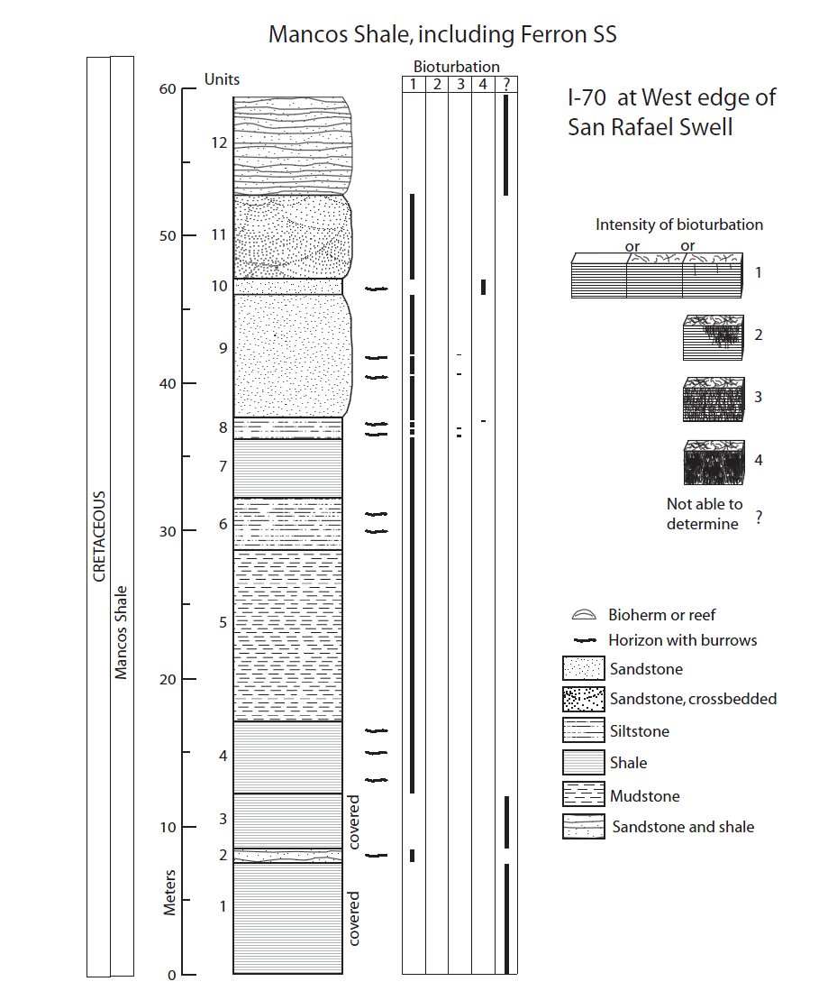 Mancos Shale, including Ferron SS
Bioturbation
Units
1 2 3 4 ?
60
50
40
30
20
10
0
Meters
CRETACEOUS
Mancos Shale
12
11
10
9
8
7
6
5
4
3
2
1
covered
covered
I-70 at West edge of
San Rafael Swell
Intensity of bioturbation
or or
1
2
3
4
Not able to
determine ?
Bioherm or reef
Horizon with burrows
Sandstone
Sandstone, crossbedded
Siltstone
Shale
Mudstone
Sandstone and shale